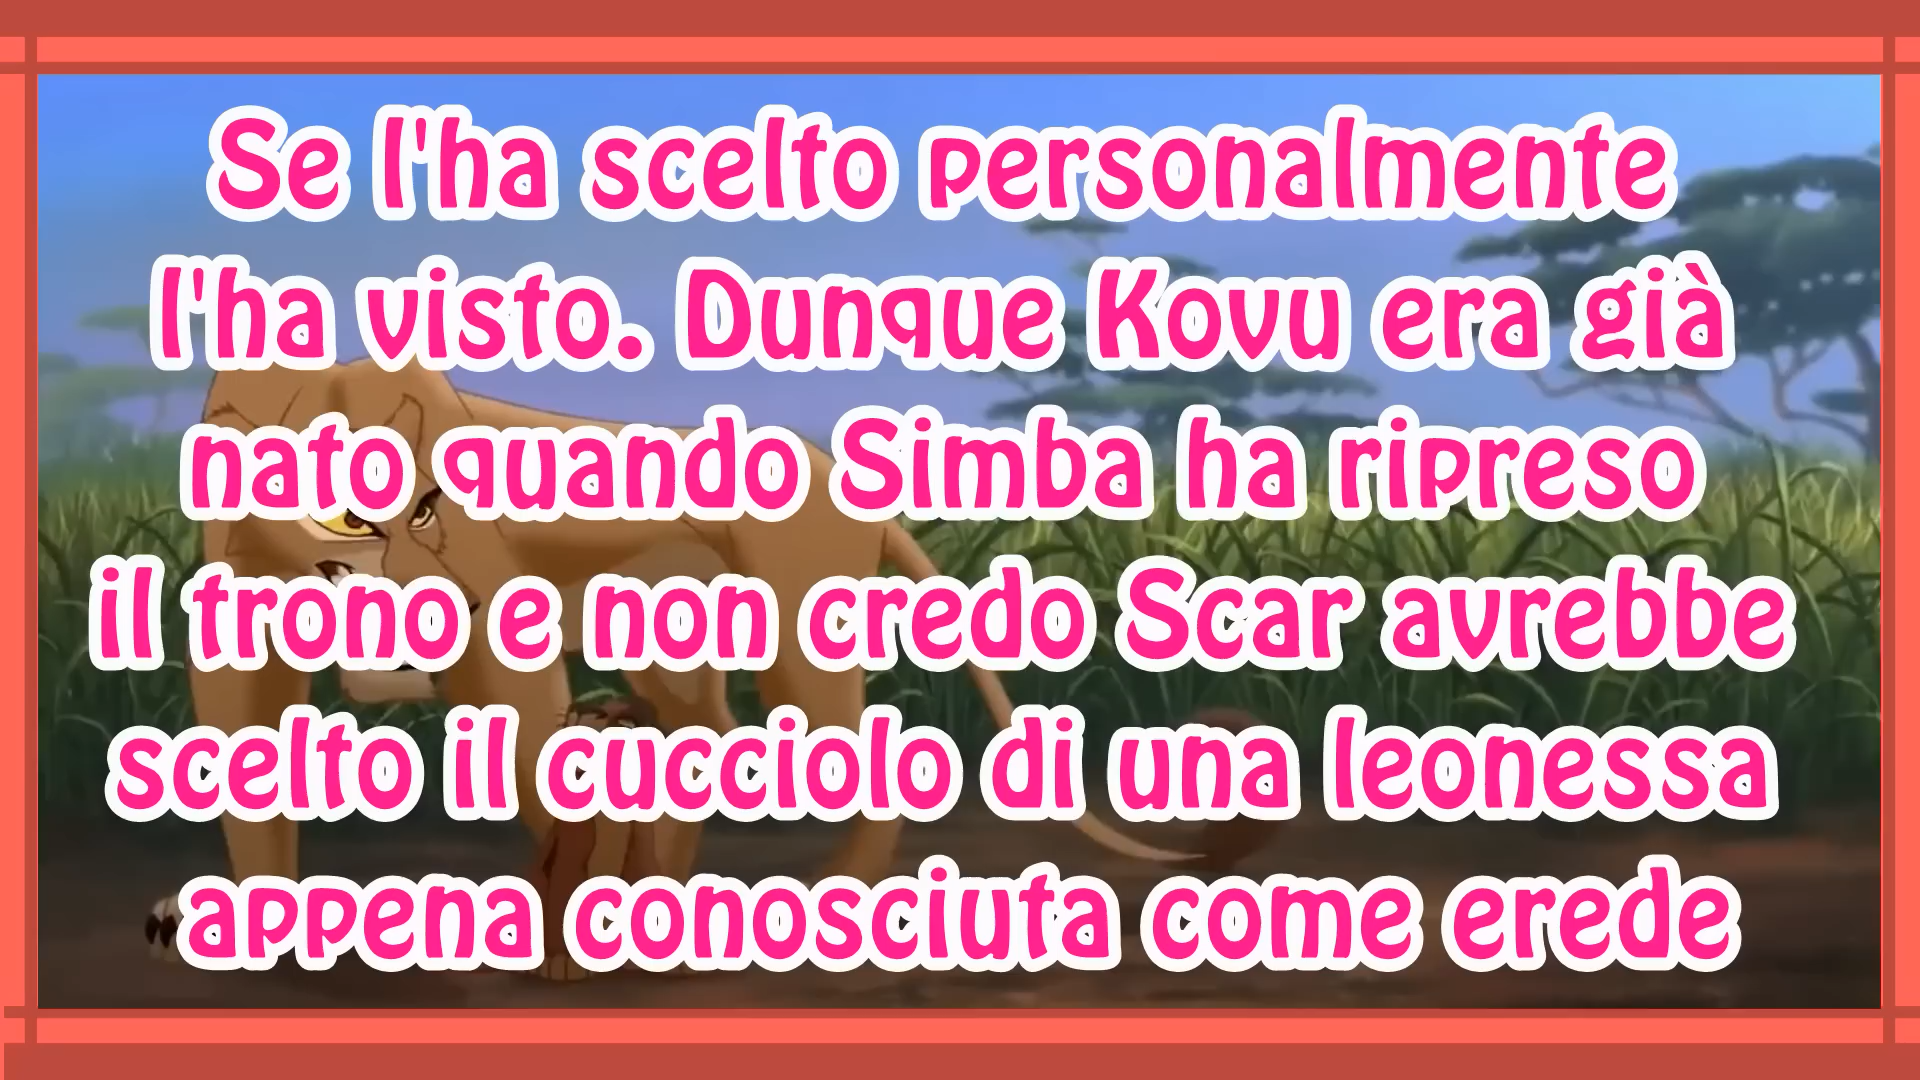 Se l'ha scelto personalmente
l'ha visto. Dunque Kovu era già
nato quando Simba ha ripreso
il trono e non credo Scar avrebbe
scelto il cucciolo di una leonessa
appena conosciuta come erede